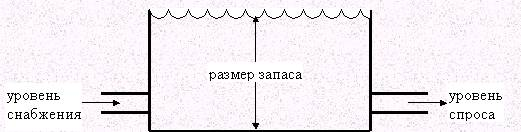 размер запаса
уровень
снабжения
уровень
спроса